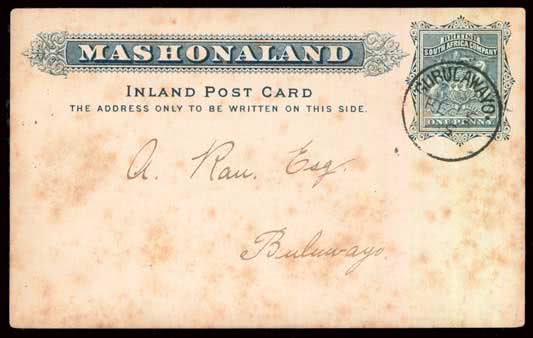 MASHONALAND
INLAND POST CARD
THE ADDRESS ONLY TO BE WRITTEN ON THIS SIDE.
BRITISH
SOUTH AFRICA COMPANY
ONE PENNY
A. Rau. Esq.
Buluwayo.